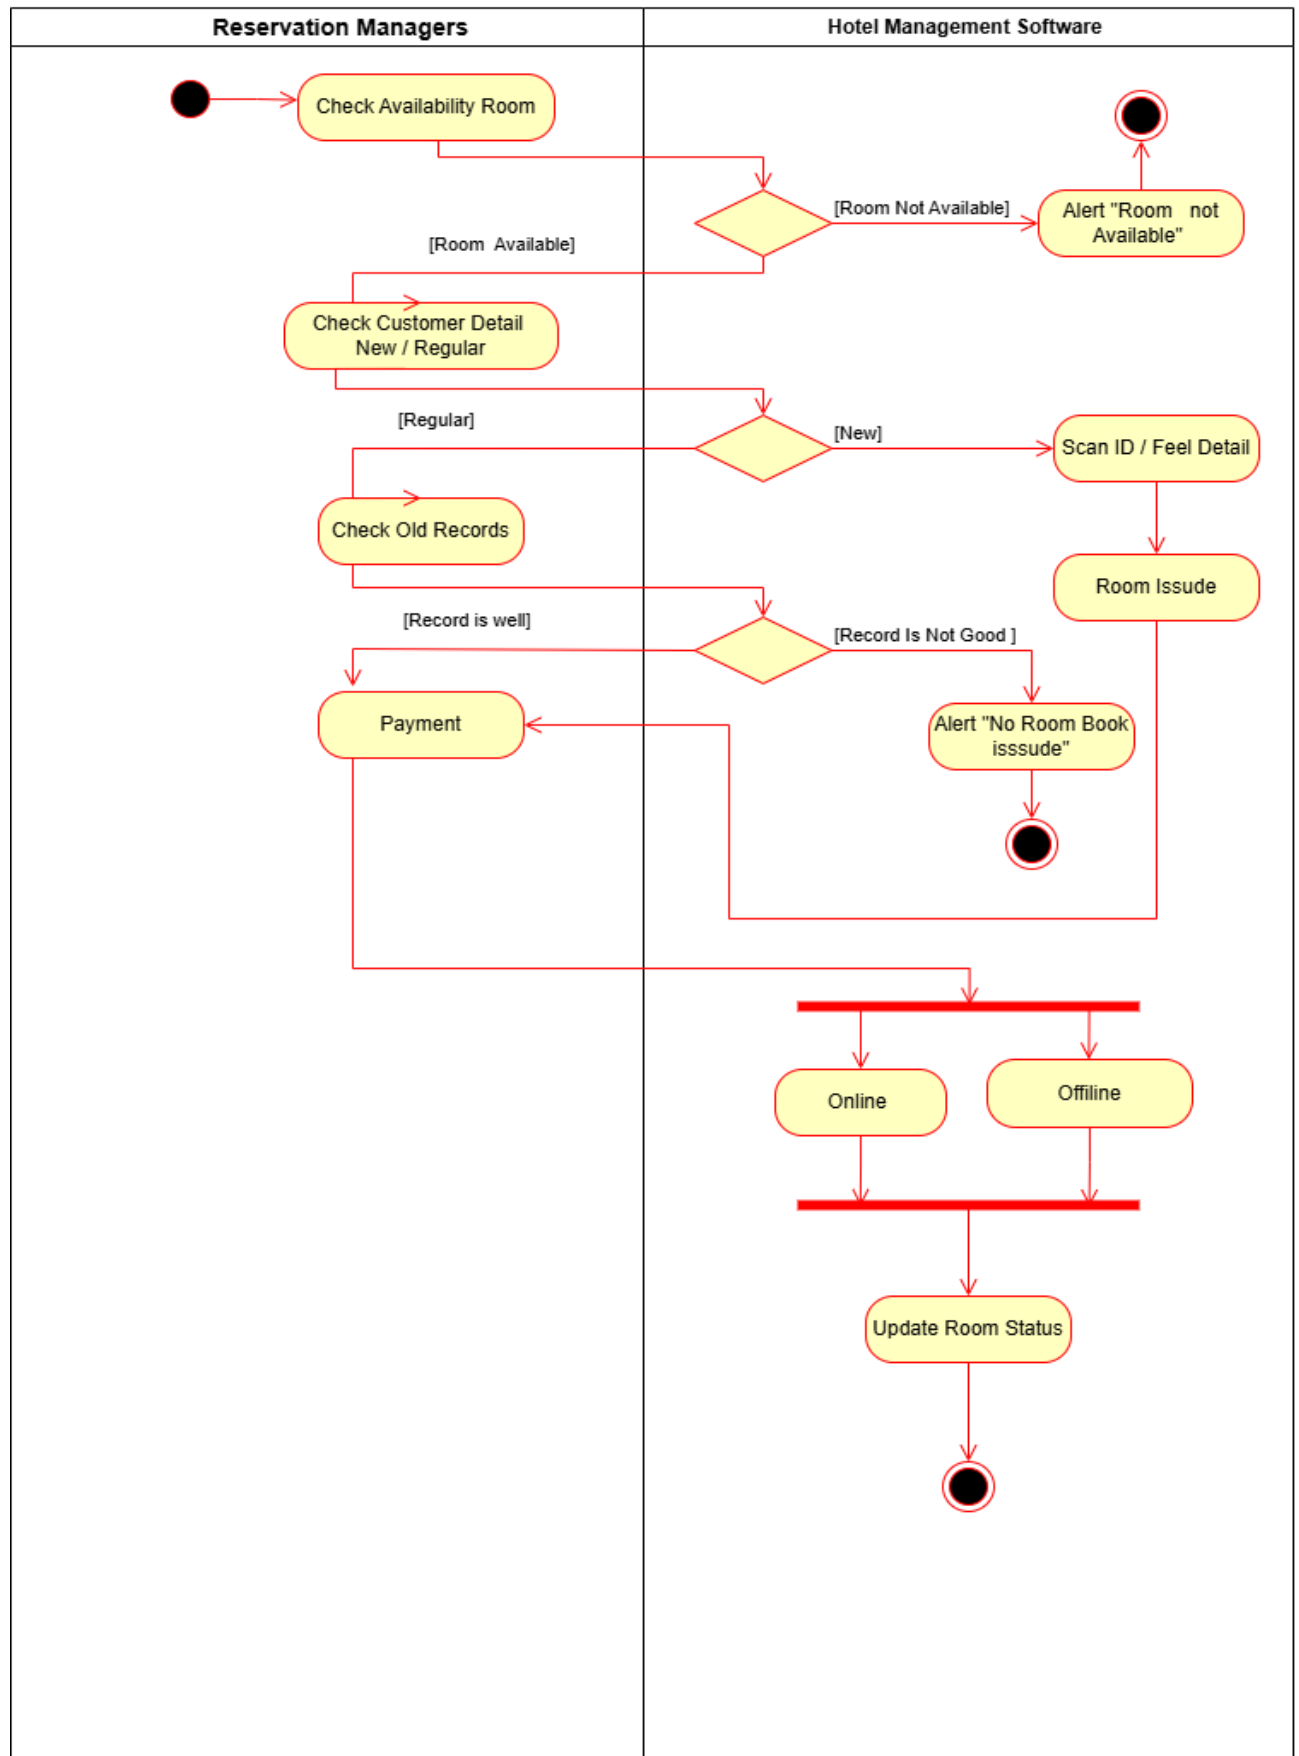 Reservation Managers
Hotel Management Software
Check Availability Room
[Room Not Available]
Alert "Room not
Available"
[Room Available]
Check Customer Detail
New / Regular
[Regular]
[New]
Scan ID / Feel Detail
Check Old Records
Room Issude
[Record is well]
[Record Is Not Good ]
Payment
Alert "No Room Book
isssude"
Online
Offiline
Update Room Status